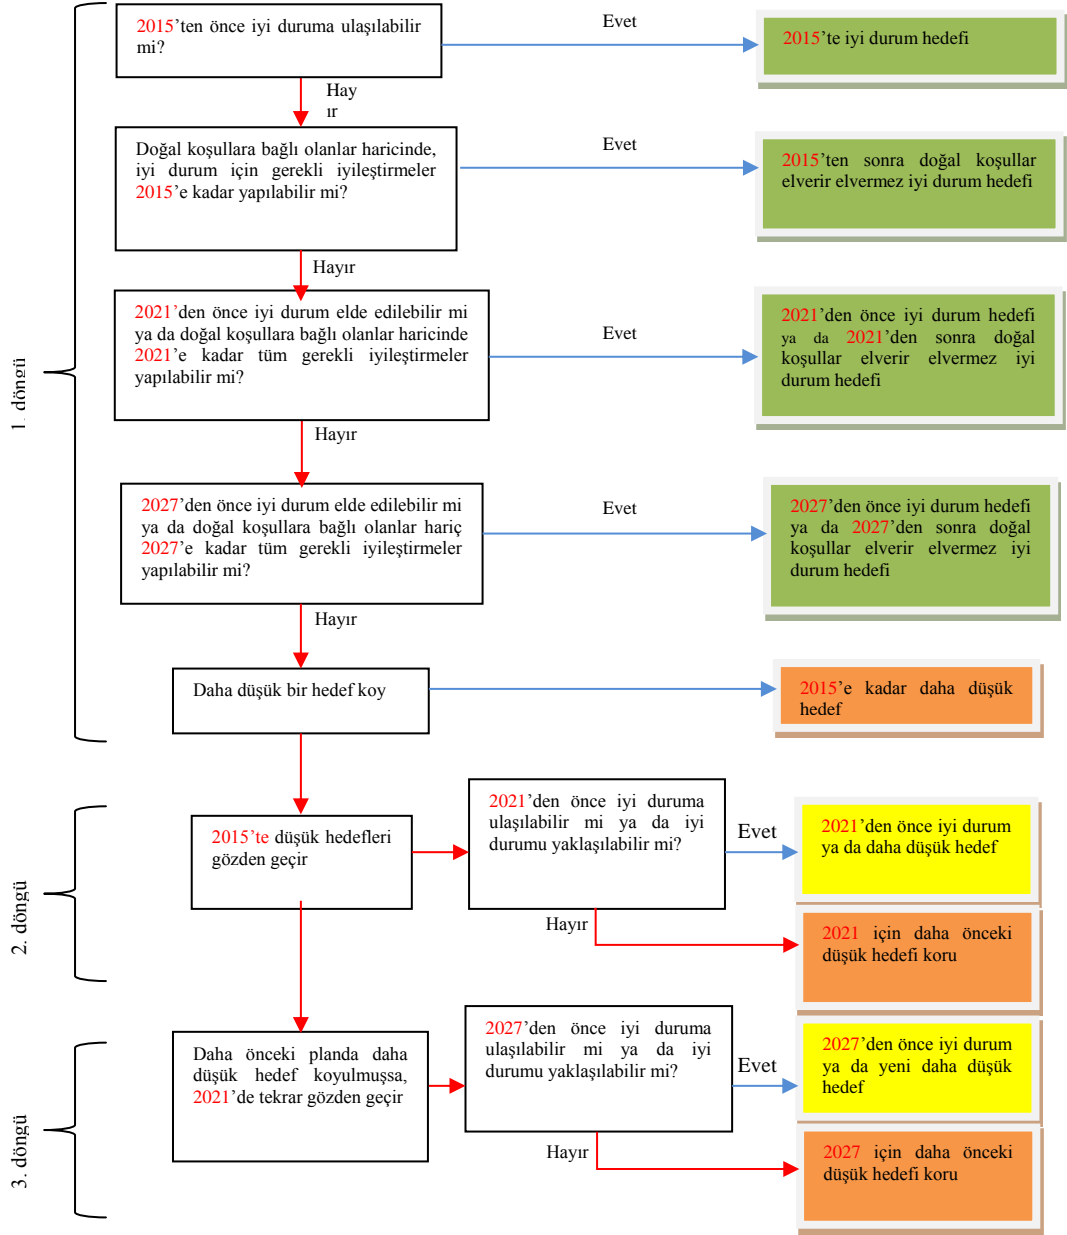 2015’ten önce iyi duruma ulaşılabilir
mi?
Evet
2015’te iyi durum hedefi
Hay
ır
Doğal koşullara bağlı olanlar haricinde,
iyi durum için gerekli iyileştirmeler
2015’e kadar yapılabilir mi?
Evet
2015’ten sonra doğal koşullar
elverir elvermez iyi durum hedefi
Hayır
2021’den önce iyi durum elde edilebilir mi
ya da doğal koşullara bağlı olanlar haricinde
2021’e kadar tüm gerekli iyileştirmeler
yapılabilir mi?
Evet
2021’den önce iyi durum hedefi
ya da 2021’den sonra doğal
koşullar elverir elvermez iyi
durum hedefi
1. döngü
Hayır
2027’den önce iyi durum elde edilebilir mi
ya da doğal koşullara bağlı olanlar hariç
2027’e kadar tüm gerekli iyileştirmeler
yapılabilir mi?
Evet
2027’den önce iyi durum hedefi
ya da 2027’den sonra doğal
koşullar elverir elvermez iyi
durum hedefi
Hayır
Daha düşük bir hedef koy
2015’e kadar daha düşük
hedef
2. döngü
2015’te düşük hedefleri
gözden geçir
2021’den önce iyi duruma
ulaşılabilir mi ya da iyi
durumu yaklaşılabilir mi?
Evet
2021’den önce iyi durum
ya da daha düşük hedef
Hayır
2021 için daha önceki
düşük hedefi koru
3. döngü
Daha önceki planda daha
düşük hedef koyulmuşsa,
2021’de tekrar gözden geçir
2027’den önce iyi duruma
ulaşılabilir mi ya da iyi
durumu yaklaşılabilir mi?
Evet
2027’den önce iyi durum
ya da yeni daha düşük
hedef
Hayır
2027 için daha önceki
düşük hedefi koru